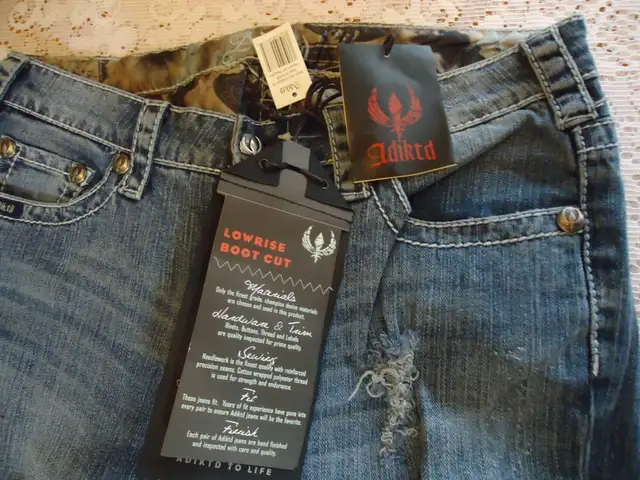 Adiktd
Adiktd
LOWRISE
BOOT CUT
Materials
Only the finest grade, champion denim materials
are chosen and used in this product.
Hardware & Trim
Rivets, Buttons, Thread and Labels
are quality inspected for prime quality.
Sewing
Needlework is the finest quality with reinforced
precision seams. Cotton wrapped polyester thread
is used for strength and endurance.
Fit
These jeans fit. Years of fit experience have gone into
every pair to ensure Adiktd jeans will be the favorite.
Finish
Each pair of Adiktd jeans are hand finished
and inspected with care and quality.
ADIKTD TO LIFE